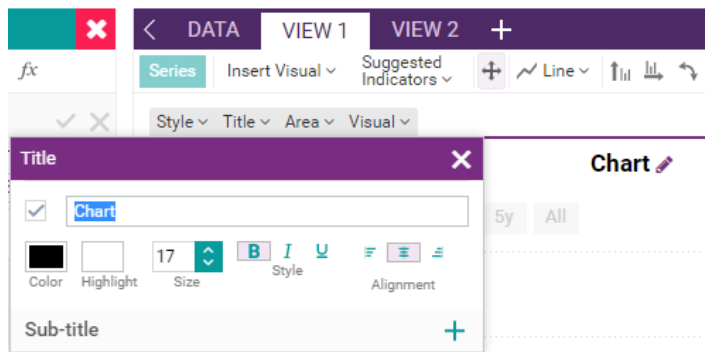 DATA VIEW 1 VIEW 2
fx Series Insert Visual Suggested Indicators Line
Style Title Area Visual
Title
Chart
Chart
5y All
17 B I U
Color Highlight Size Style Alignment
Sub-title